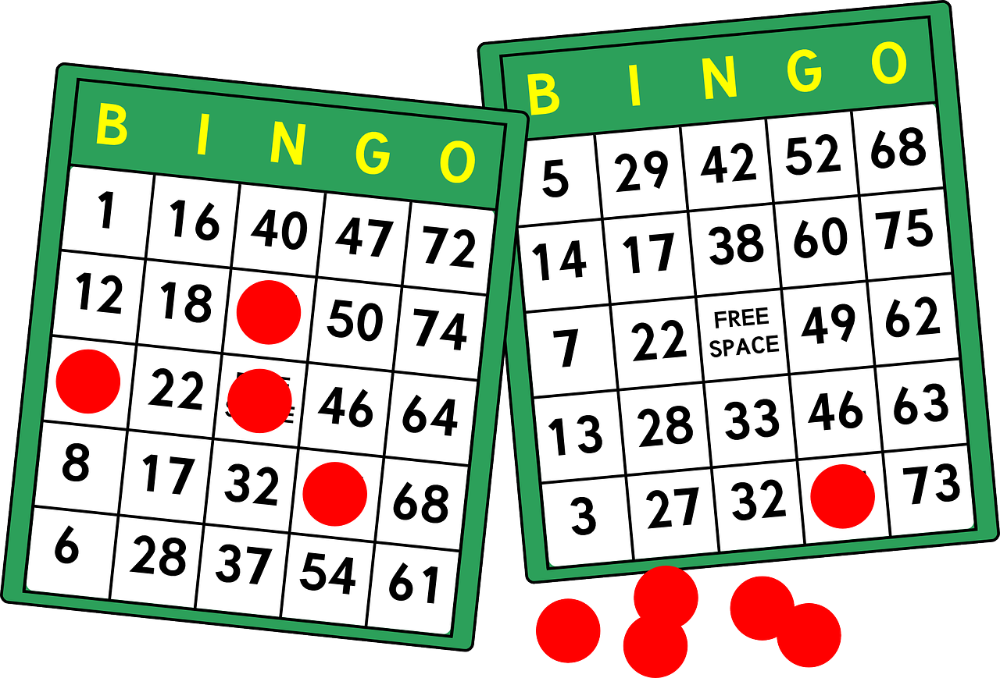 B I N G O
1 16 40 47 72
12 18 50 74
22 46 64
8 17 32 68
6 28 37 54 61
B I N G O
5 29 42 52 68
14 17 38 60 75
7 22 FREE SPACE 49 62
13 28 33 46 63
3 27 32 73